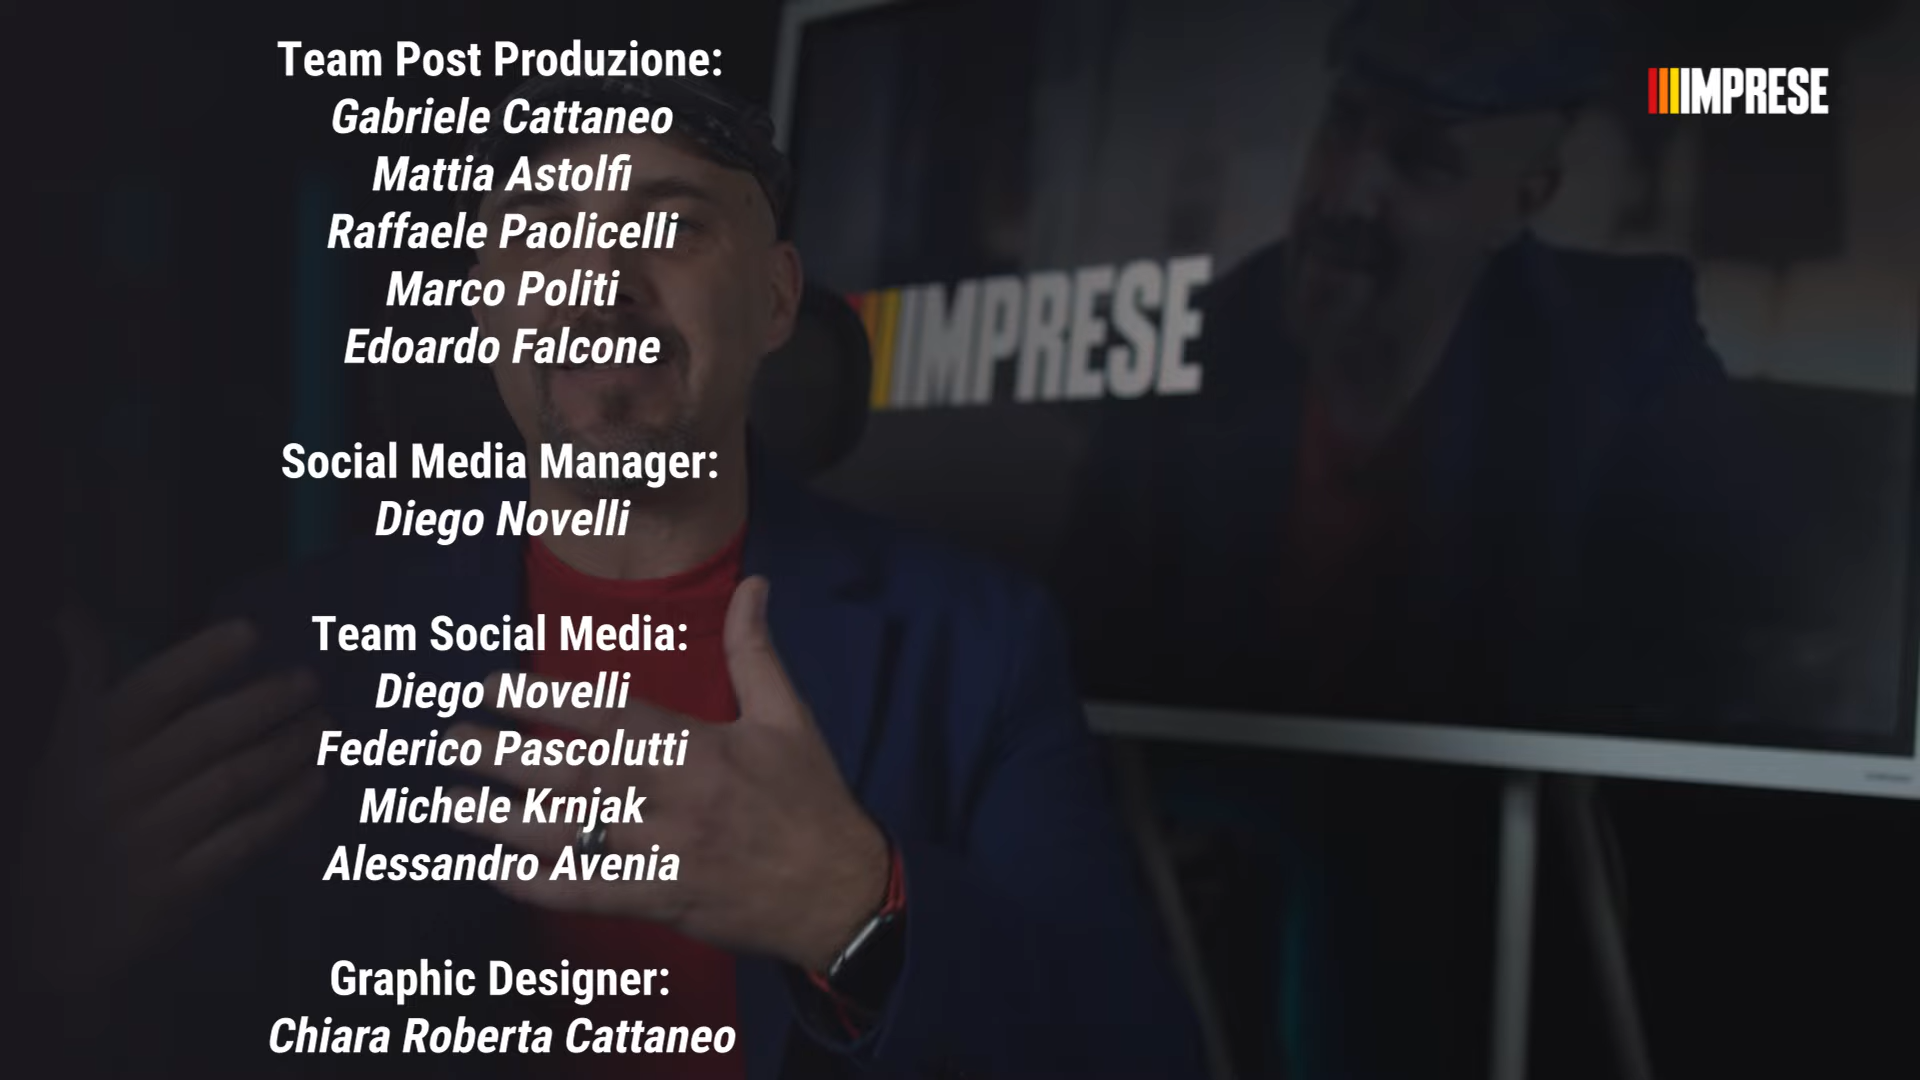 Team Post Produzione:
Gabriele Cattaneo
Mattia Astolfi
Raffaele Paolicelli
Marco Politi
Edoardo Falcone
Social Media Manager:
Diego Novelli
Team Social Media:
Diego Novelli
Federico Pascolutti
Michele Krnjak
Alessandro Avenia
Graphic Designer:
Chiara Roberta Cattaneo
IMPRESE
IMPRESE